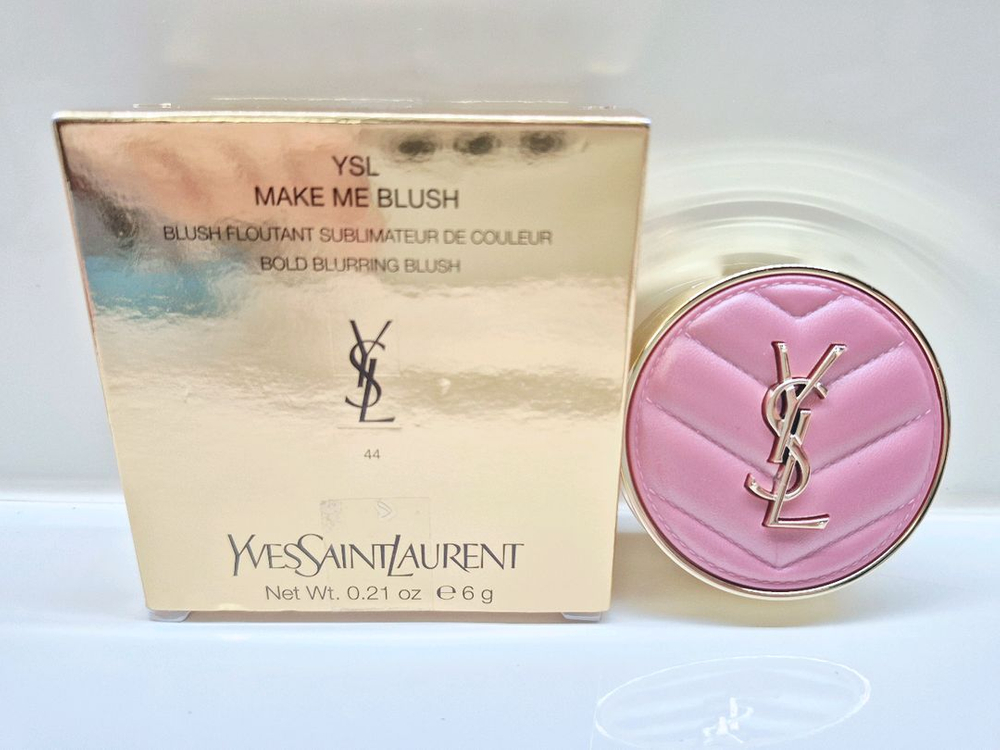 YSL
MAKE ME BLUSH
BLUSH FLOUTANT SUBLIMATEUR DE COULEUR
BOLD BLURRING BLUSH
YSL
44
YVESSAINTLAURENT
Net Wt. 0.21 oz ℮ 6 g
YSL